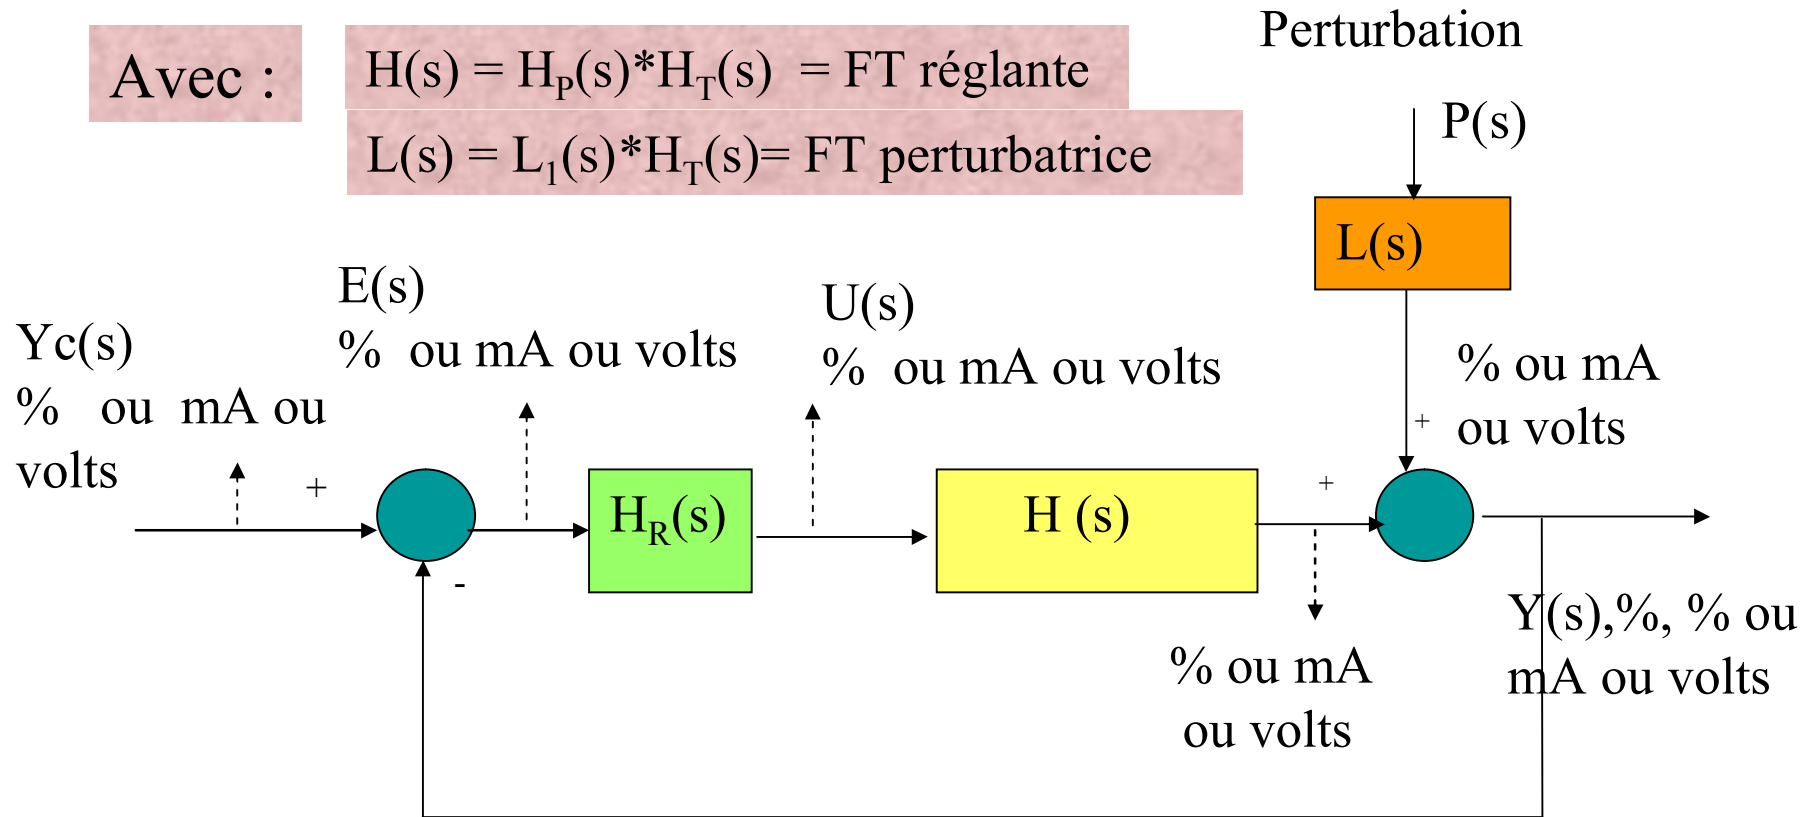 Perturbation
Avec :
H(s) = HP(s)*HT(s) = FT réglante
L(s) = L1(s)*HT(s)= FT perturbatrice
P(s)
L(s)
E(s)
% ou mA ou volts
U(s)
% ou mA ou volts
Yc(s)
% ou mA ou
volts
% ou mA
ou volts
+
+
+
-
HR(s)
H (s)
Y(s),%, % ou
mA ou volts
% ou mA
ou volts